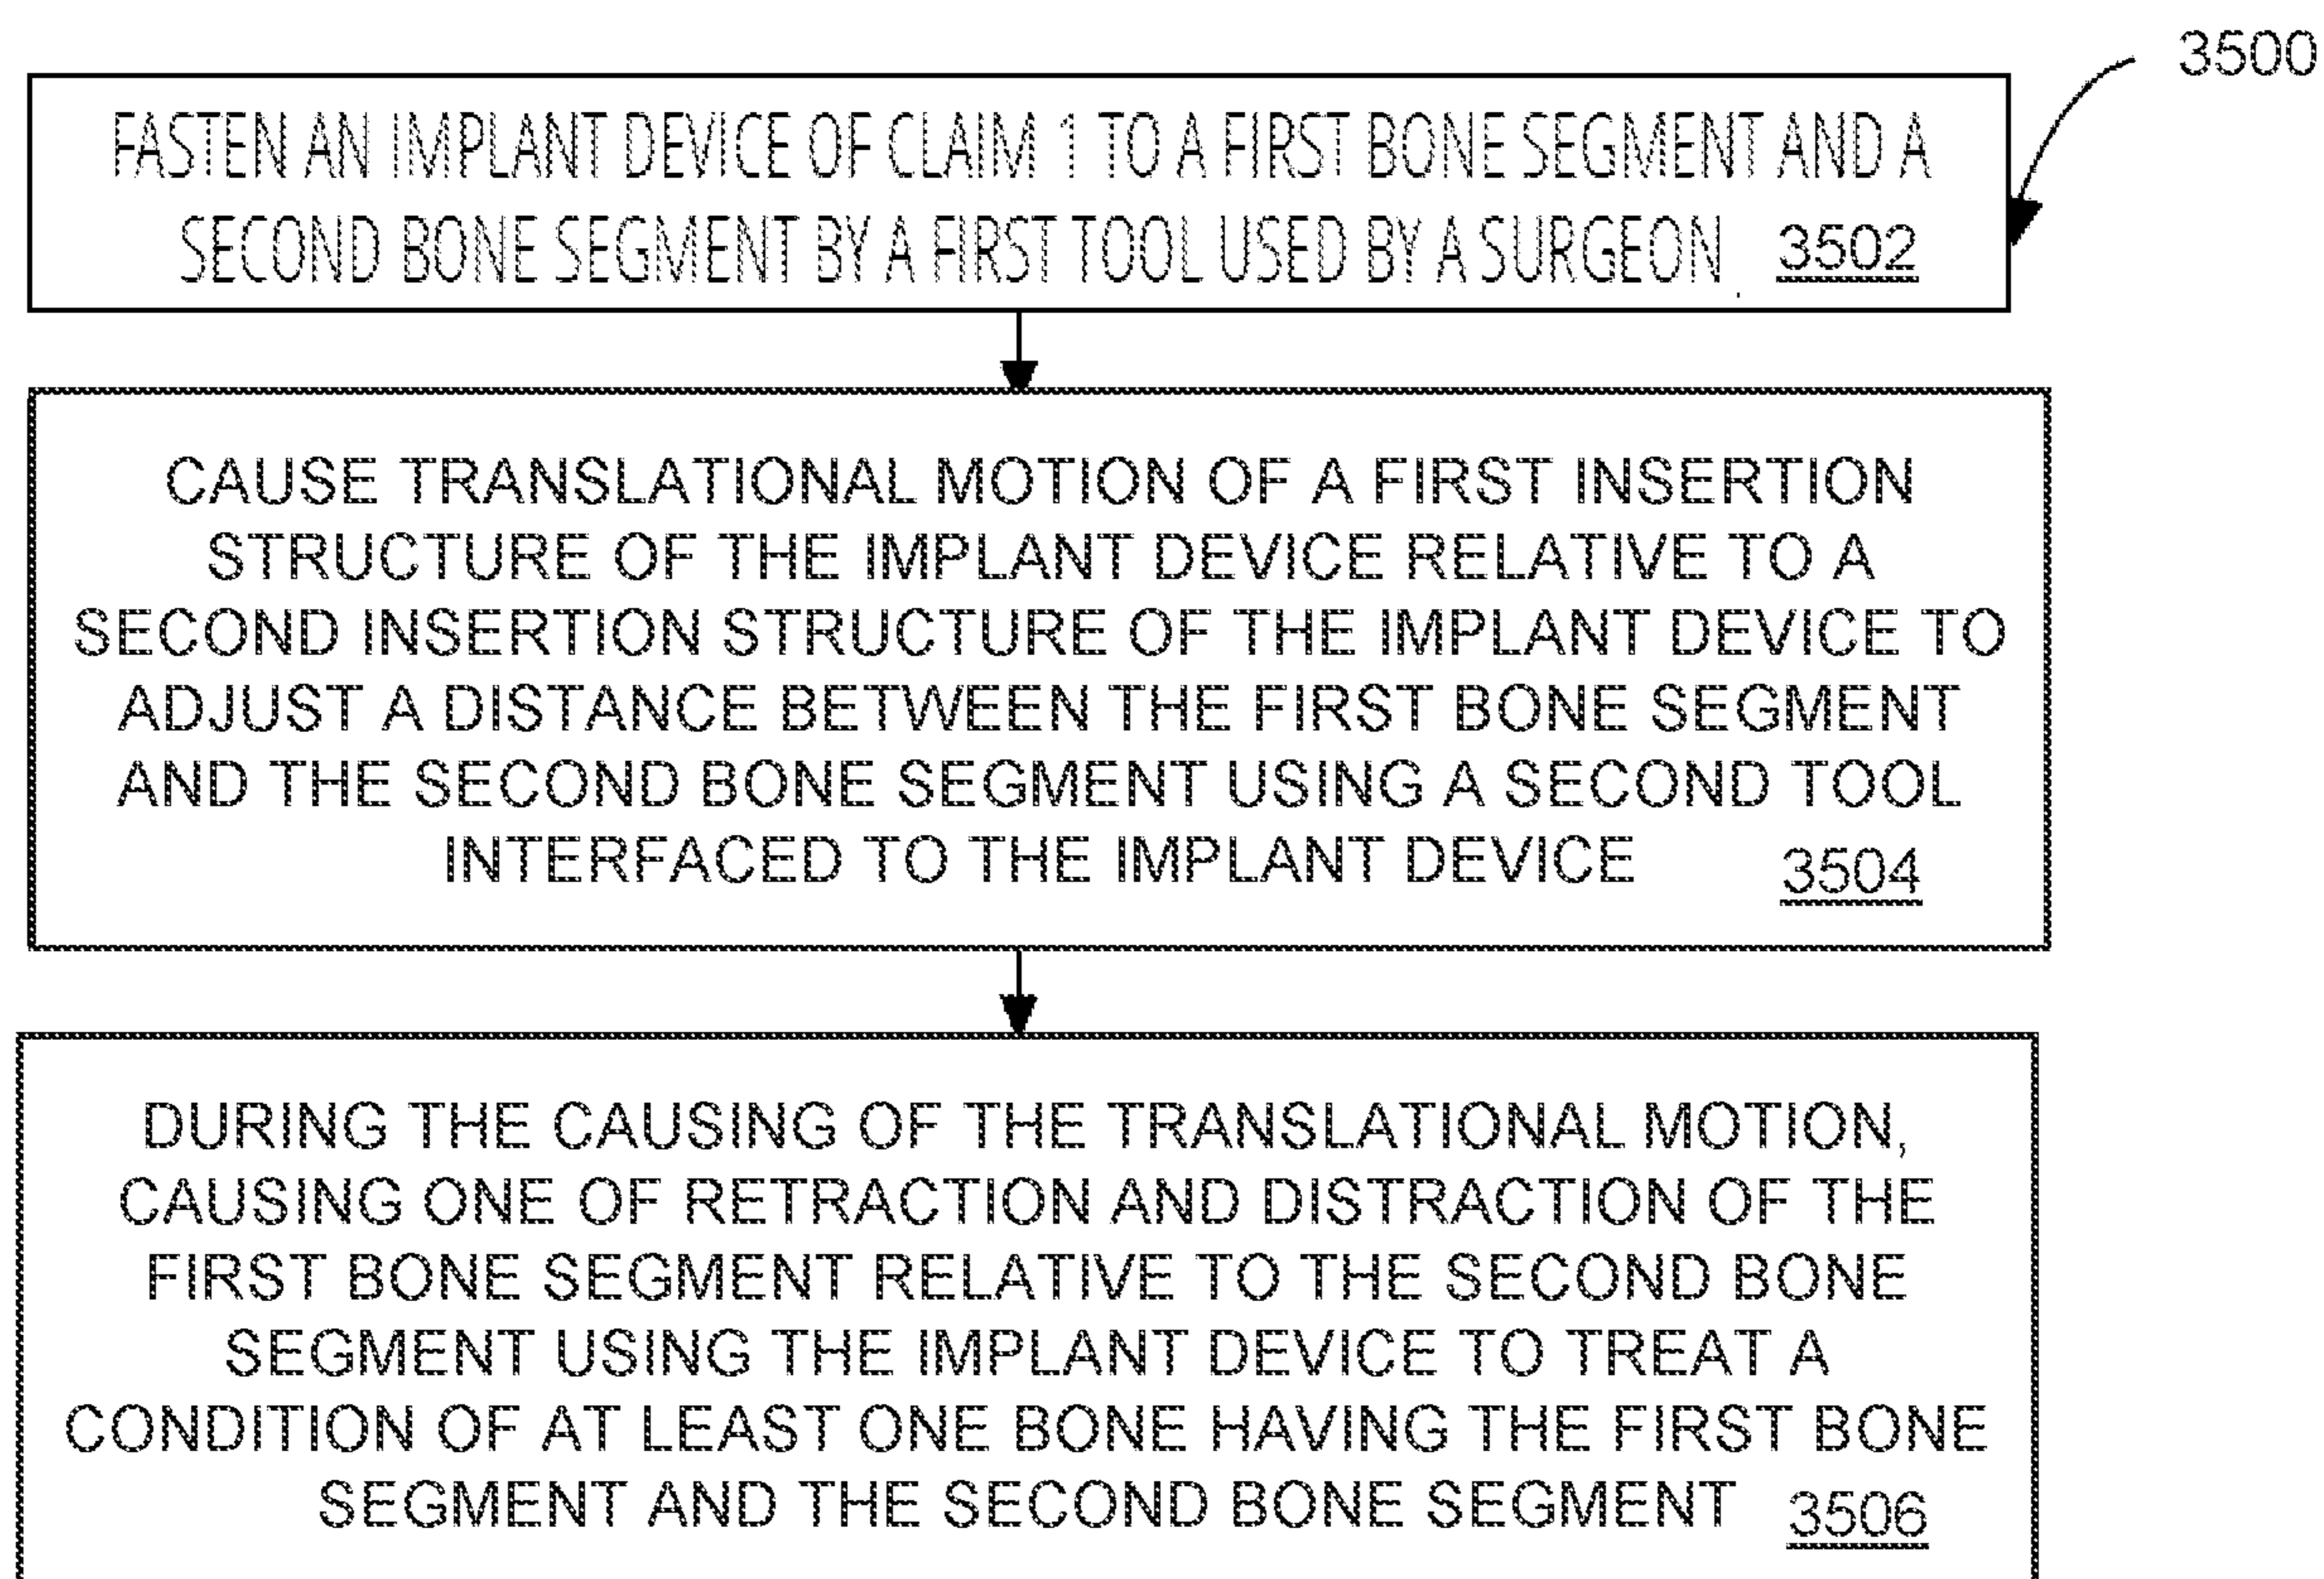 3500
FASTEN AN IMPLANT DEVICE OF CLAIM 1 TO A FIRST BONE SEGMENT AND A
SECOND BONE SEGMENT BY A FIRST TOOL USED BY A SURGEON 3502
CAUSE TRANSLATIONAL MOTION OF A FIRST INSERTION
STRUCTURE OF THE IMPLANT DEVICE RELATIVE TO A
SECOND INSERTION STRUCTURE OF THE IMPLANT DEVICE TO
ADJUST A DISTANCE BETWEEN THE FIRST BONE SEGMENT
AND THE SECOND BONE SEGMENT USING A SECOND TOOL
INTERFACED TO THE IMPLANT DEVICE 3504
DURING THE CAUSING OF THE TRANSLATIONAL MOTION,
CAUSING ONE OF RETRACTION AND DISTRACTION OF THE
FIRST BONE SEGMENT RELATIVE TO THE SECOND BONE
SEGMENT USING THE IMPLANT DEVICE TO TREAT A
CONDITION OF AT LEAST ONE BONE HAVING THE FIRST BONE
SEGMENT AND THE SECOND BONE SEGMENT 3506